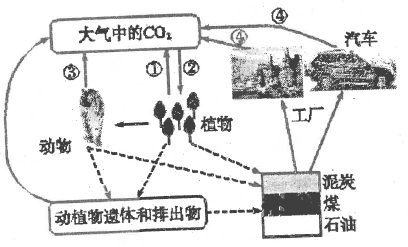 大气中的CO₂
④
汽车
④
③
①
②
植物
工厂
动物
泥炭
煤
石油
动植物遗体和排出物